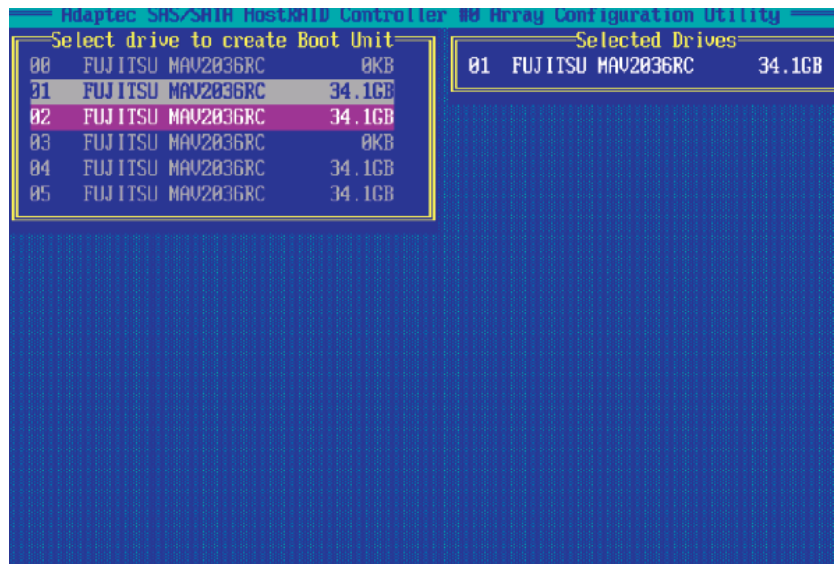 Adaptec SAS/SATA HostRAID Controller #0 Array Configuration Utility
Select drive to create Boot Unit
00 FUJITSU MAV2036RC 0KB
01 FUJITSU MAV2036RC 34.1GB
02 FUJITSU MAV2036RC 34.1GB
03 FUJITSU MAV2036RC 0KB
04 FUJITSU MAV2036RC 34.1GB
05 FUJITSU MAV2036RC 34.1GB
Selected Drives
01 FUJITSU MAV2036RC 34.1GB